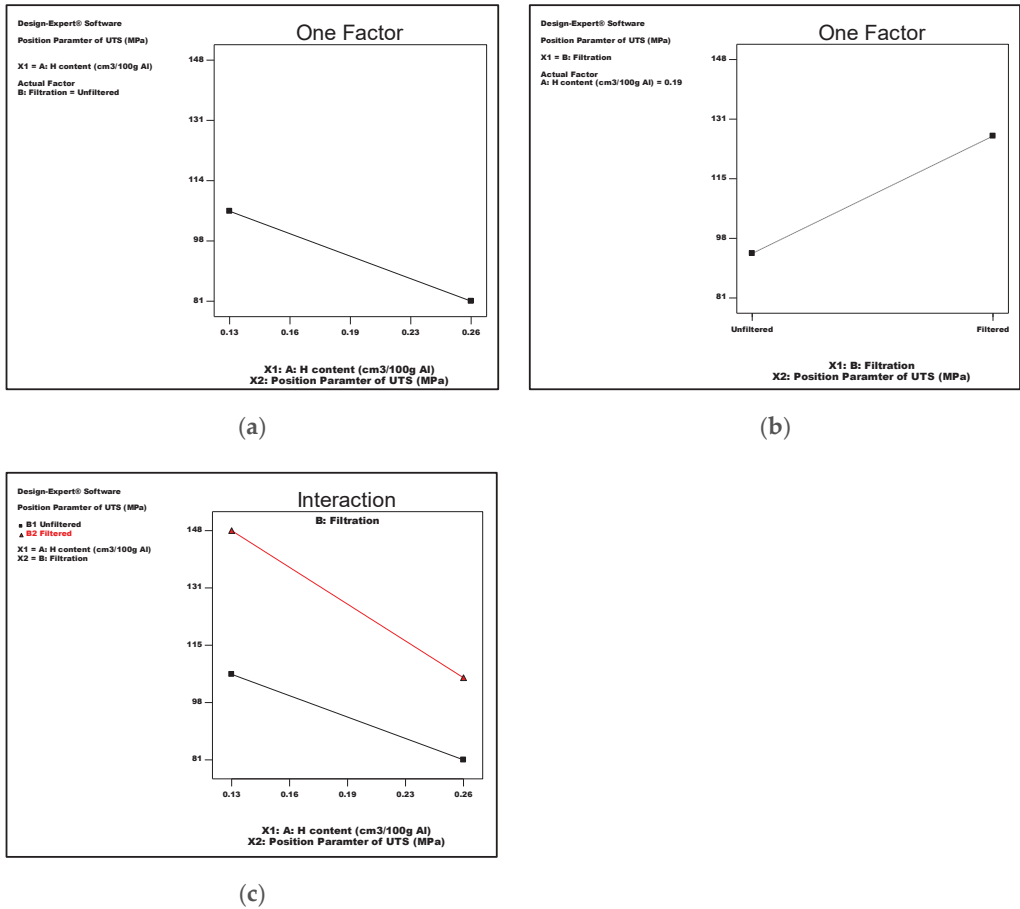 Design-Expert® Software
Position Paramter of UTS (MPa)
X1 = A: H content (cm3/100g Al)
Actual Factor
B: Filtration = Unfiltered
One Factor
148
131
114
98
81
0.13 0.16 0.19 0.23 0.26
X1: A: H content (cm3/100g Al)
X2: Position Paramter of UTS (MPa)
(a)
Design-Expert® Software
Position Paramter of UTS (MPa)
X1 = B: Filtration
Actual Factor
A: H content (cm3/100g Al) = 0.19
One Factor
148
131
115
98
81
Unfiltered Filtered
X1: B: Filtration
X2: Position Paramter of UTS (MPa)
(b)
Design-Expert® Software
Position Paramter of UTS (MPa)
B1 Unfiltered
B2 Filtered
X1 = A: H content (cm3/100g Al)
X2 = B: Filtration
Interaction
B: Filtration
148
131
115
98
81
0.13 0.16 0.19 0.23 0.26
X1: A: H content (cm3/100g Al)
X2: Position Paramter of UTS (MPa)
(c)